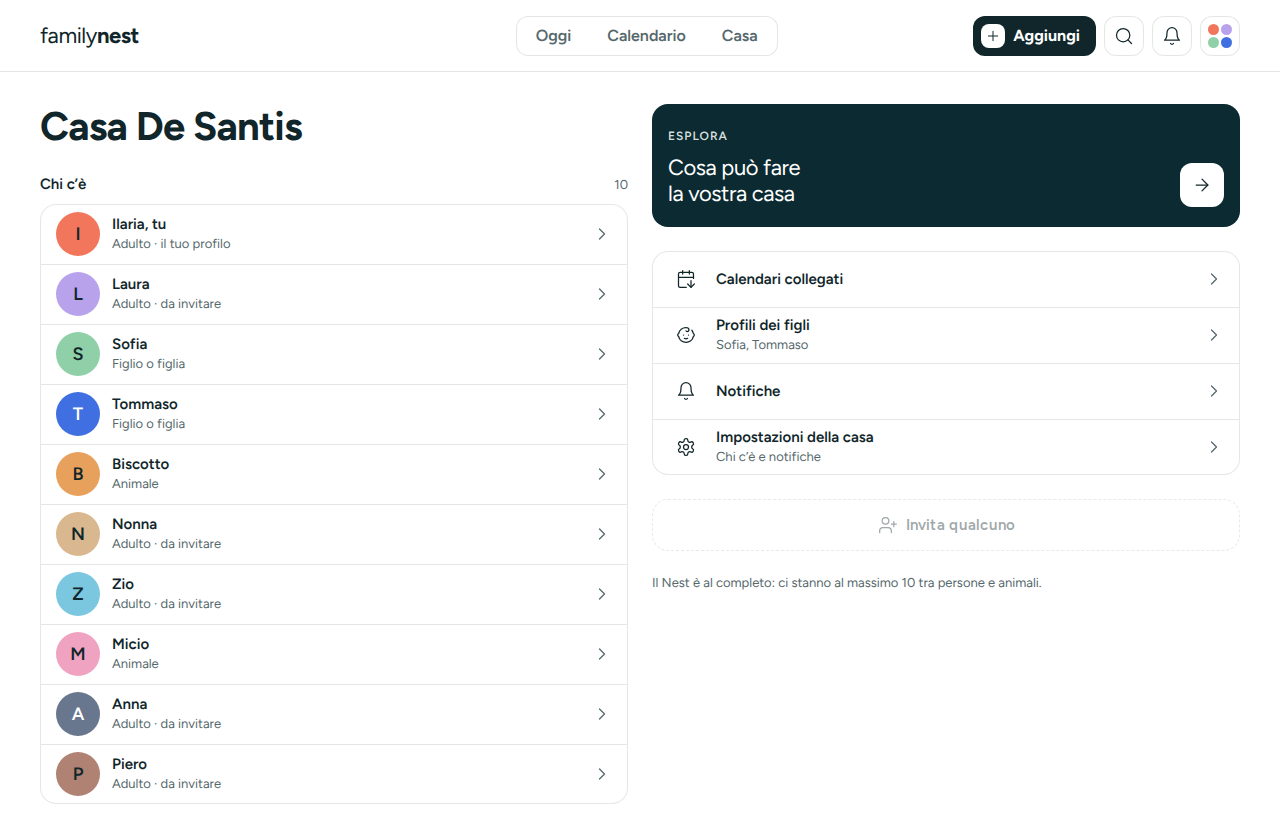 familynest
Oggi
Calendario
Casa
Aggiungi
Casa De Santis
Chi c’è
10
I
Ilaria, tu
Adulto · il tuo profilo
L
Laura
Adulto · da invitare
S
Sofia
Figlio o figlia
T
Tommaso
Figlio o figlia
B
Biscotto
Animale
N
Nonna
Adulto · da invitare
Z
Zio
Adulto · da invitare
M
Micio
Animale
A
Anna
Adulto · da invitare
P
Piero
Adulto · da invitare
ESPLORA
Cosa può fare
la vostra casa
Calendari collegati
Profili dei figli
Sofia, Tommaso
Notifiche
Impostazioni della casa
Chi c’è e notifiche
Invita qualcuno
Il Nest è al completo: ci stanno al massimo 10 tra persone e animali.